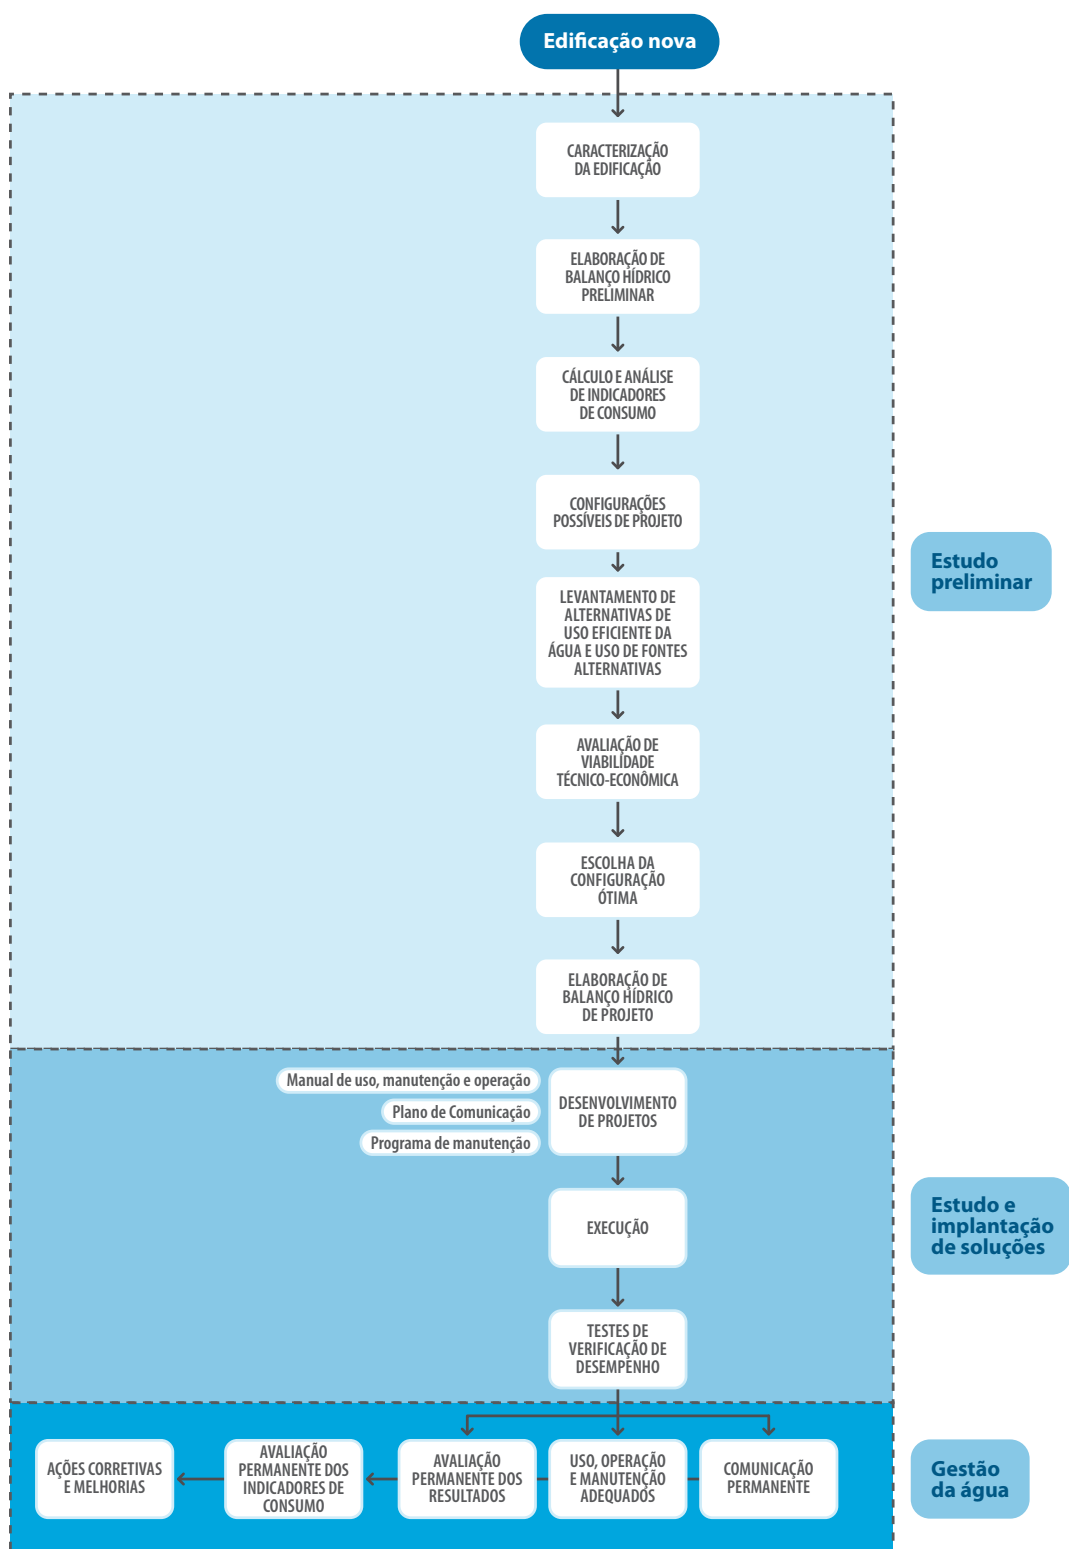 Edificação nova
CARACTERIZAÇÃO
DA EDIFICAÇÃO
ELABORAÇÃO DE
BALANÇO HÍDRICO
PRELIMINAR
CÁLCULO E ANÁLISE
DE INDICADORES
DE CONSUMO
CONFIGURAÇÕES
POSSÍVEIS DE PROJETO
LEVANTAMENTO DE
ALTERNATIVAS DE
USO EFICIENTE DA
ÁGUA E USO DE FONTES
ALTERNATIVAS
AVALIAÇÃO DE
VIABILIDADE
TÉCNICO-ECONÔMICA
ESCOLHA DA
CONFIGURAÇÃO
ÓTIMA
ELABORAÇÃO DE
BALANÇO HÍDRICO
DE PROJETO
Estudo
preliminar
Manual de uso, manutenção e operação
Plano de Comunicação
Programa de manutenção
DESENVOLVIMENTO
DE PROJETOS
EXECUÇÃO
TESTES DE
VERIFICAÇÃO DE
DESEMPENHO
Estudo e
implantação
de soluções
AÇÕES CORRETIVAS
E MELHORIAS
AVALIAÇÃO
PERMANENTE DOS
INDICADORES DE
CONSUMO
AVALIAÇÃO
PERMANENTE DOS
RESULTADOS
USO, OPERAÇÃO
E MANUTENÇÃO
ADEQUADOS
COMUNICAÇÃO
PERMANENTE
Gestão
da água